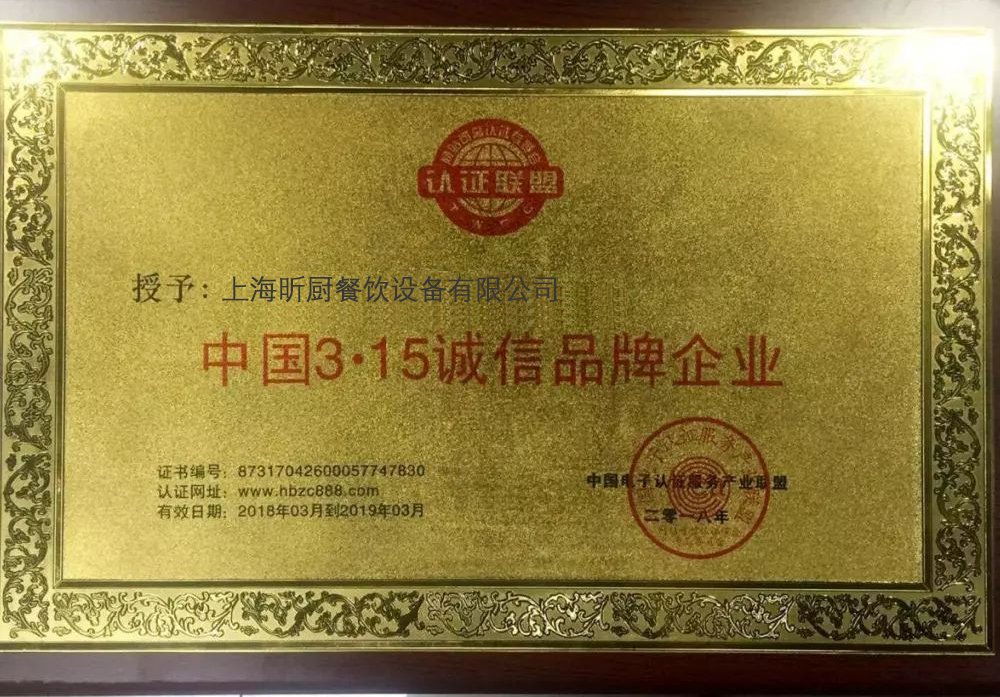 认证联盟
授予：上海昕厨餐饮设备有限公司
中国3·15诚信品牌企业
证书编号：87317042600057747830
认证网址：www.hbzc888.com
有效日期：2018年03月到2019年03月
中国电子认证服务产业联盟
二零一八年